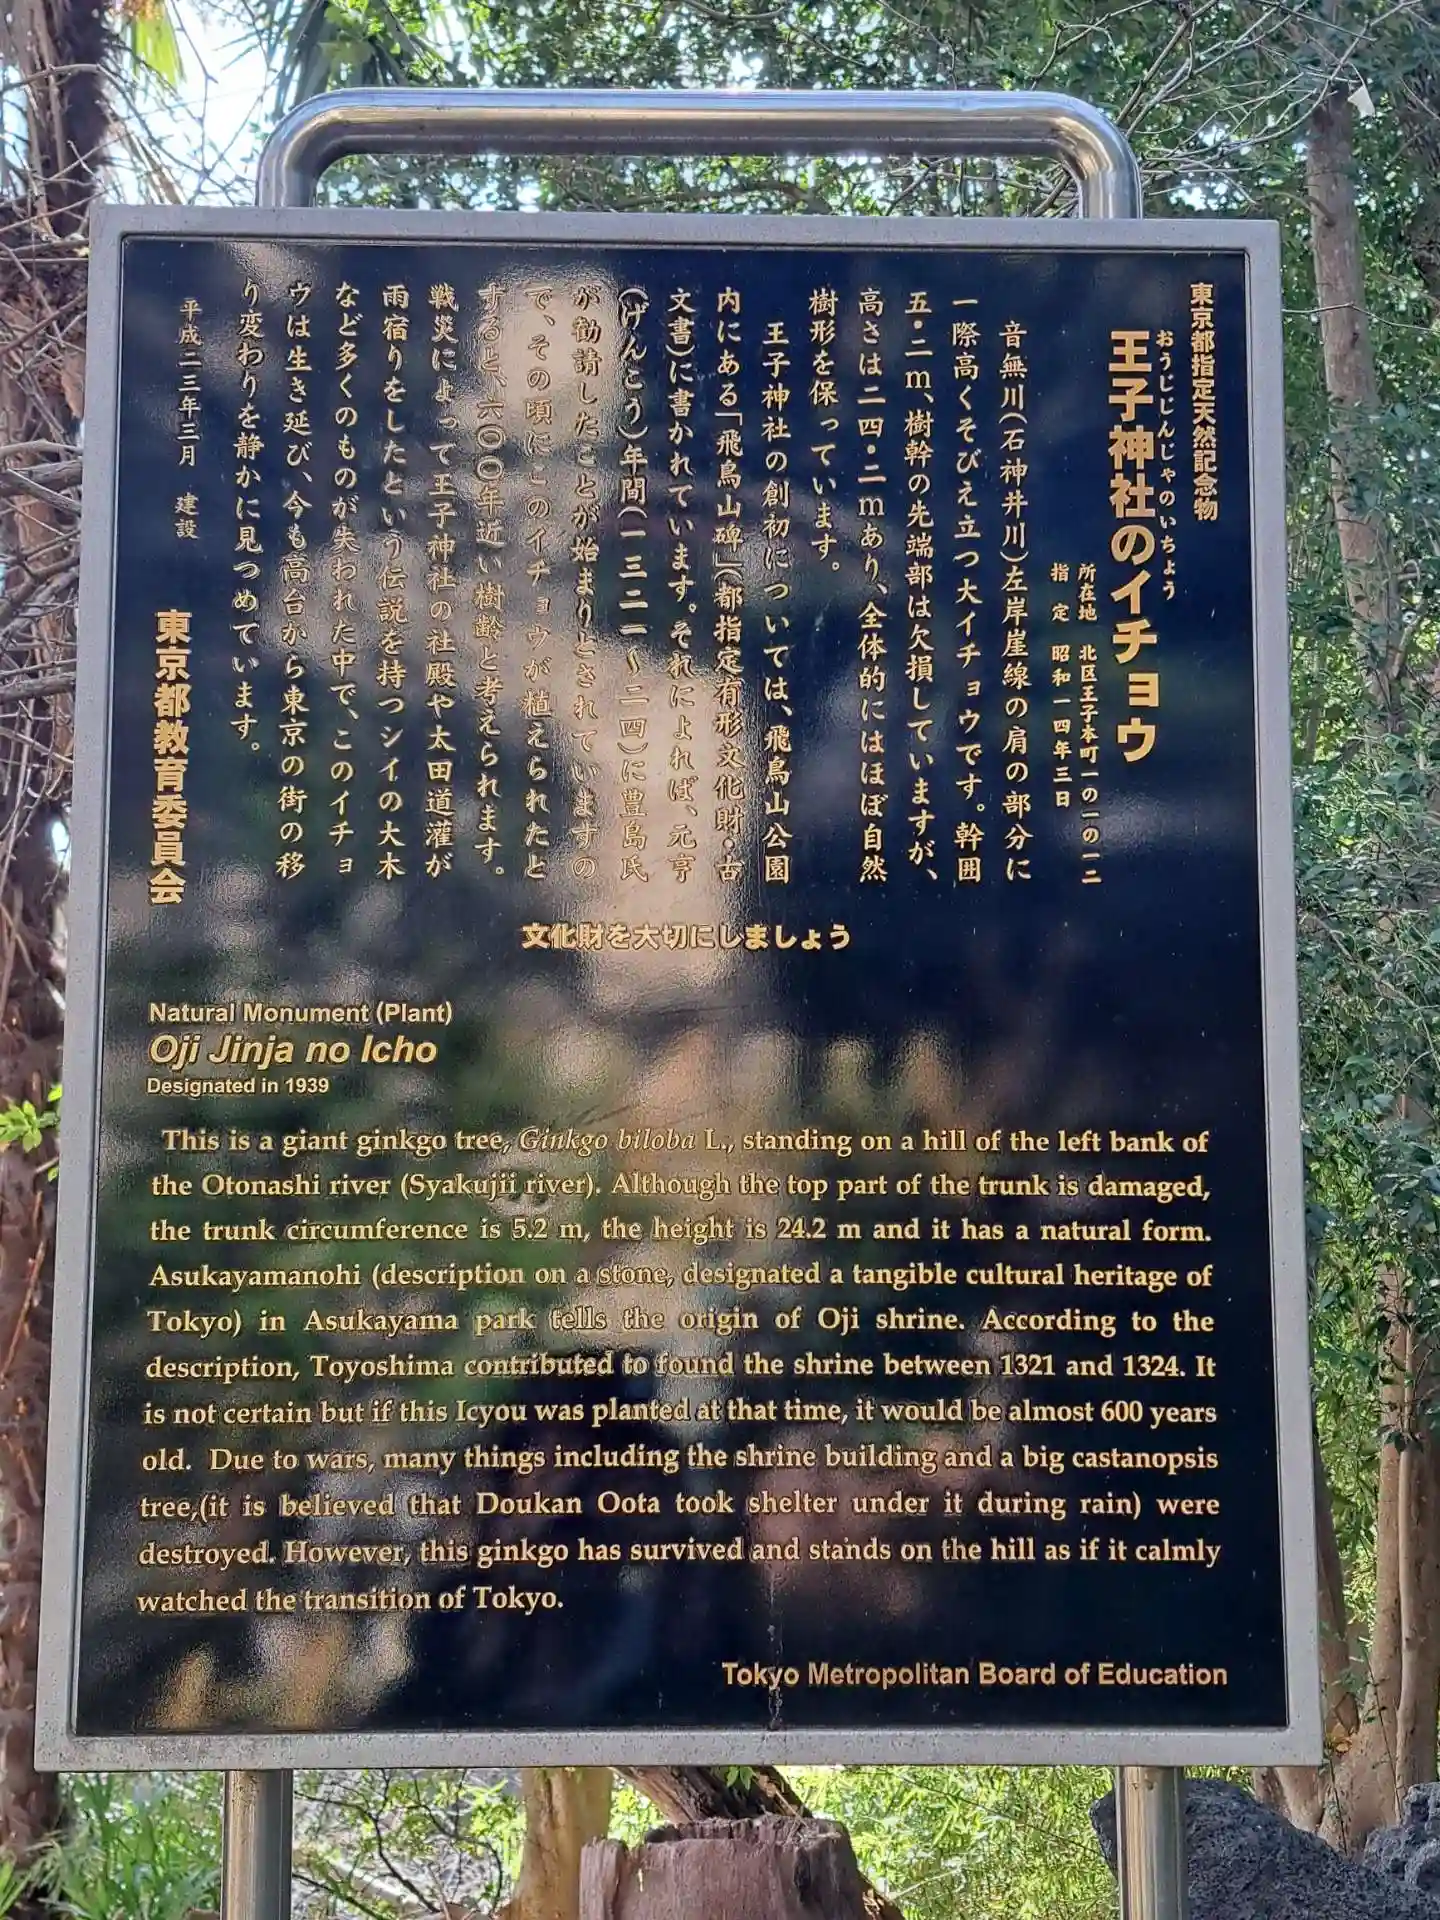 東京都指定天然記念物
おうじじんじゃのいちょう
王子神社のイチョウ
所在地 北区王子本町一の一の一二
指定 昭和一四年三日
音無川(石神井川)左岸崖線の肩の部分に
一際高くそびえ立つ大イチョウです。幹囲
五・二m、樹幹の先端部は欠損していますが、
高さは二四・二mあり、全体的にはほぼ自然
樹形を保っています。
王子神社の創初については、飛鳥山公園
内にある「飛鳥山碑」(都指定有形文化財・古
文書)に書かれています。それによれば、元亨
(げんこう)年間(一三二一〜二四)に豊島氏
が勧請したことが始まりとされていますの
で、その頃にこのイチョウが植えられたと
すると、六〇〇年近い樹齢と考えられます。
戦災によって王子神社の社殿や太田道灌が
雨宿りをしたという伝説を持つシイの大木
など多くのものが失われた中で、このイチョ
ウは生き延び、今も高台から東京の街の移
り変わりを静かに見つめています。
平成二三年三月 建設
東京都教育委員会
文化財を大切にしましょう
Natural Monument (Plant)
Oji Jinja no Icho
Designated in 1939
This is a giant ginkgo tree, Ginkgo biloba L., standing on a hill of the left bank of
the Otonashi river (Syakujii river). Although the top part of the trunk is damaged,
the trunk circumference is 5.2 m, the height is 24.2 m and it has a natural form.
Asukayamanohi (description on a stone, designated a tangible cultural heritage of
Tokyo) in Asukayama park tells the origin of Oji shrine. According to the
description, Toyoshima contributed to found the shrine between 1321 and 1324. It
is not certain but if this Icyou was planted at that time, it would be almost 600 years
old. Due to wars, many things including the shrine building and a big castanopsis
tree,(it is believed that Doukan Oota took shelter under it during rain) were
destroyed. However, this ginkgo has survived and stands on the hill as if it calmly
watched the transition of Tokyo.
Tokyo Metropolitan Board of Education